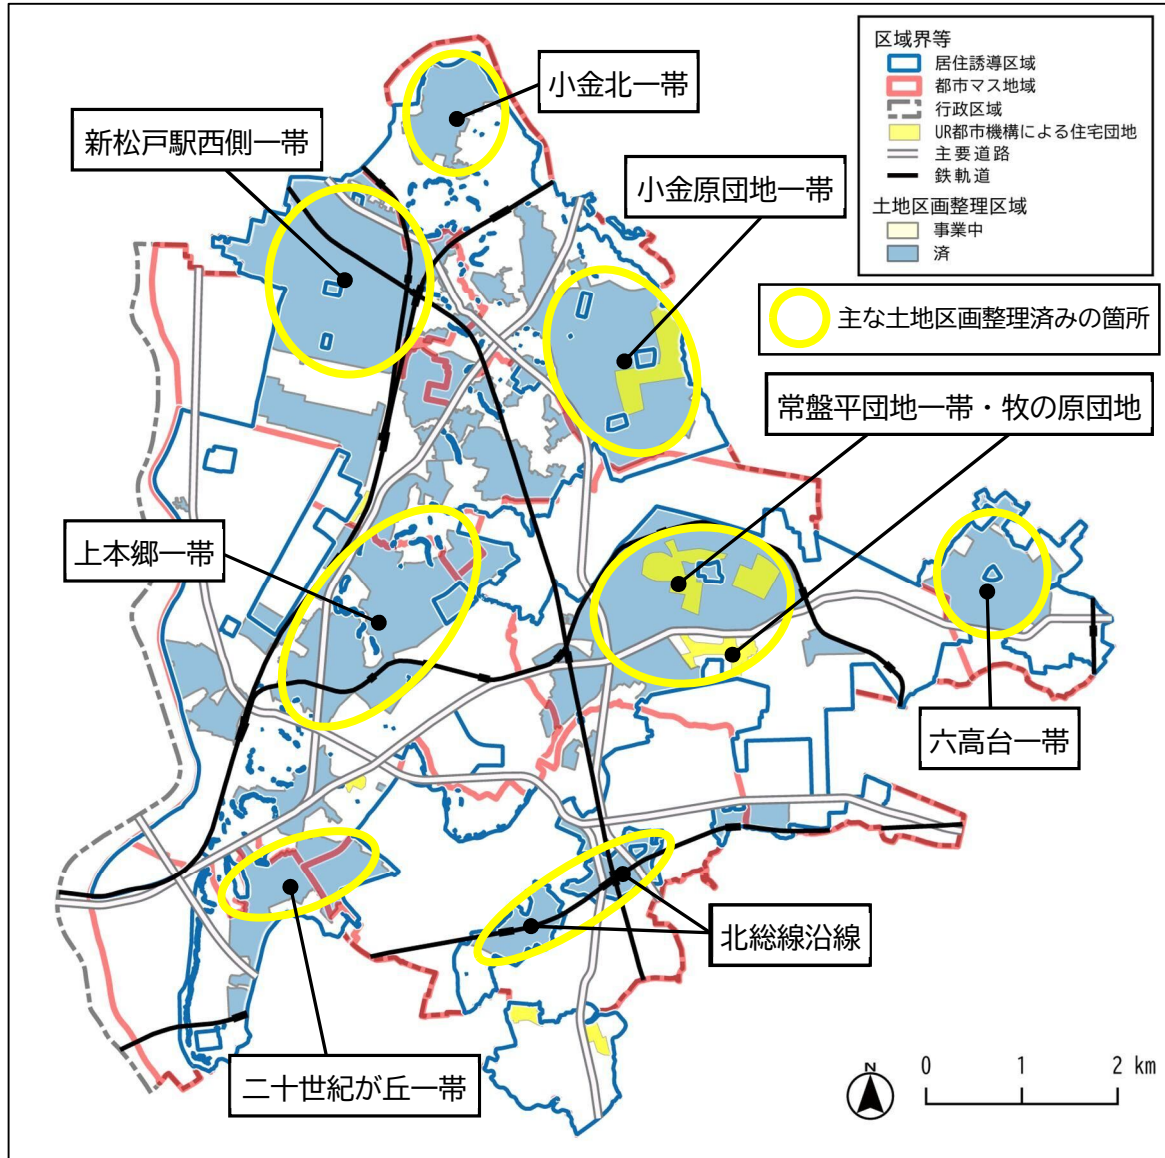 区域界等
居住誘導区域
都市マス地域
行政区域
UR都市機構による住宅団地
主要道路
鉄軌道
土地区画整理区域
事業中
済
主な土地区画整理済みの箇所
小金北一帯
新松戸駅西側一帯
小金原団地一帯
常盤平団地一帯・牧の原団地
上本郷一帯
六高台一帯
北総線沿線
二十世紀が丘一帯
N
0 1 2 km